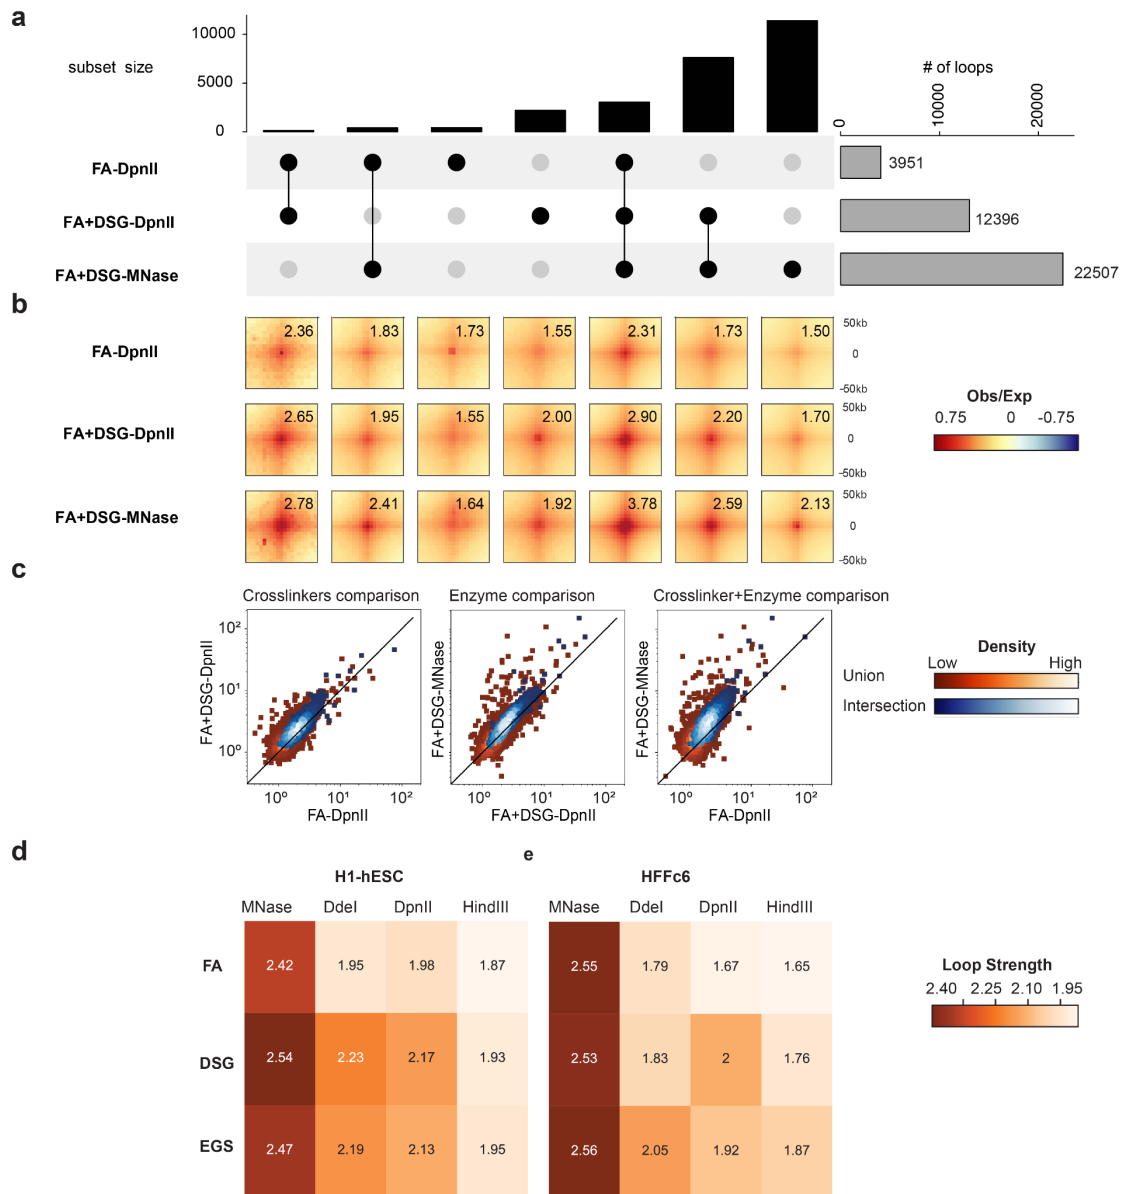 a
10000
subset size
5000
0
# of loops
0
10000
20000
FA-DpnII
3951
FA+DSG-DpnII
12396
FA+DSG-MNase
22507
b
FA-DpnII
2.36 1.83 1.73 1.55 2.31 1.73 1.50
50kb
0
-50kb
FA+DSG-DpnII
2.65 1.95 1.55 2.00 2.90 2.20 1.70
50kb
0
-50kb
FA+DSG-MNase
2.78 2.41 1.64 1.92 3.78 2.59 2.13
50kb
0
-50kb
Obs/Exp
0.75 0 -0.75
c
Crosslinkers comparison
FA+DSG-DpnII
10²
10¹
10⁰
10⁰ 10¹ 10²
FA-DpnII
Enzyme comparison
FA+DSG-MNase
10⁰ 10¹ 10²
FA+DSG-DpnII
Crosslinker+Enzyme comparison
FA+DSG-MNase
10⁰ 10¹ 10²
FA-DpnII
Density
Low High
Union
Intersection
d
H1-hESC
MNase DdeI DpnII HindIII
FA 2.42 1.95 1.98 1.87
DSG 2.54 2.23 2.17 1.93
EGS 2.47 2.19 2.13 1.95
e
HFFc6
MNase DdeI DpnII HindIII
2.55 1.79 1.67 1.65
2.53 1.83 2 1.76
2.56 2.05 1.92 1.87
Loop Strength
2.40 2.25 2.10 1.95